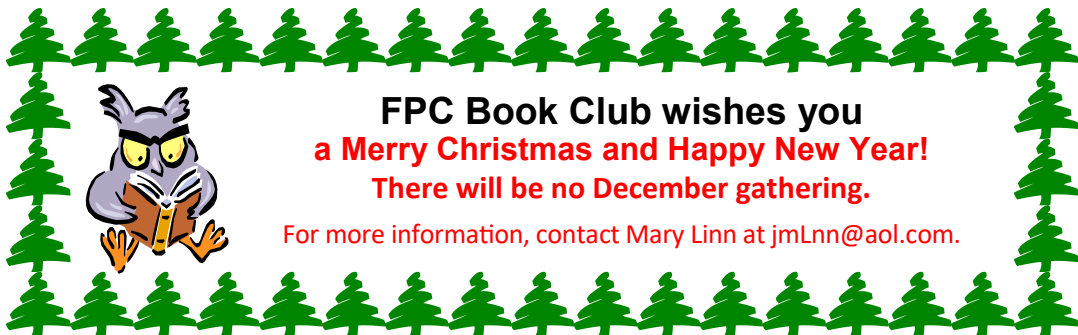 FPC Book Club wishes you
a Merry Christmas and Happy New Year!
There will be no December gathering.
For more information, contact Mary Linn at jmLnn@aol.com.